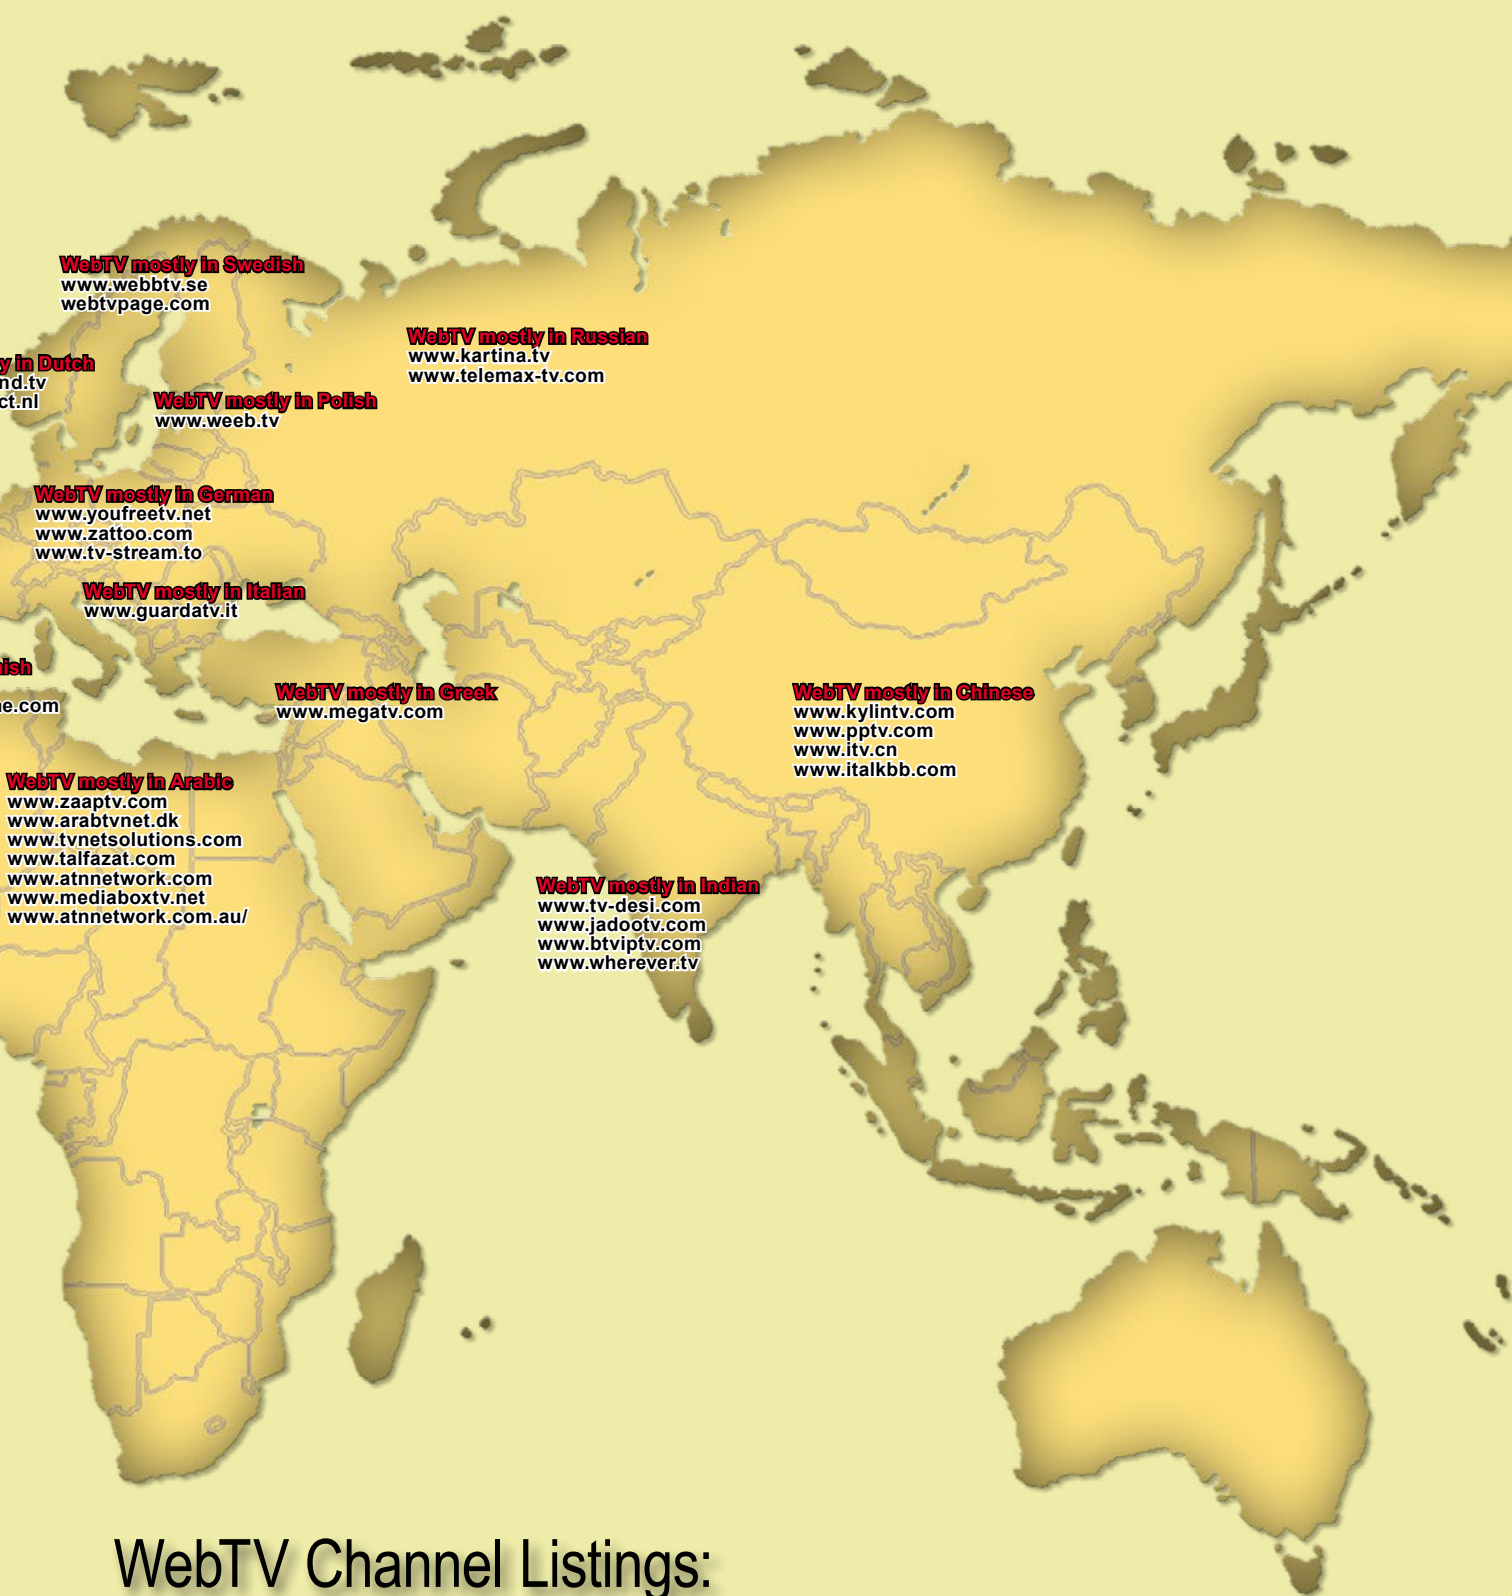 WebTV mostly in Swedish
www.webbtv.se
webtvpage.com
WebTV mostly in Russian
www.kartina.tv
www.telemax-tv.com
y in Dutch
nd.tv
ct.nl
WebTV mostly in Polish
www.weeb.tv
WebTV mostly in German
www.youfreetv.net
www.zattoo.com
www.tv-stream.to
WebTV mostly in Italian
www.guardatv.it
nish
ne.com
WebTV mostly in Greek
www.megatv.com
WebTV mostly in Chinese
www.kylintv.com
www.pptv.com
www.itv.cn
www.italkbb.com
WebTV mostly in Arabic
www.zaaptv.com
www.arabtvnet.dk
www.tvnetsolutions.com
www.talfazat.com
www.atnnetwork.com
www.mediaboxtv.net
www.atnnetwork.com.au/
WebTV mostly in Indian
www.tv-desi.com
www.jadootv.com
www.btviptv.com
www.wherever.tv
WebTV Channel Listings: